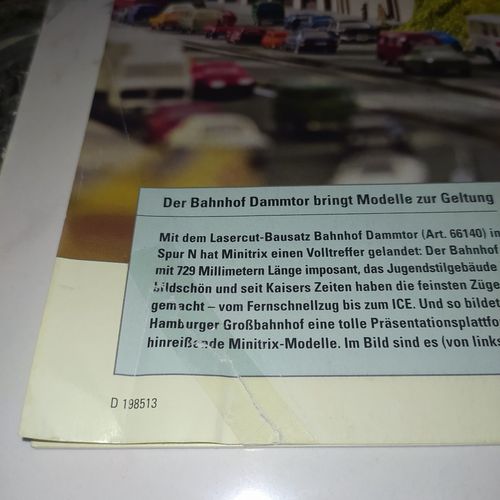 Der Bahnhof Dammtor bringt Modelle zur Geltung
Mit dem Lasercut-Bausatz Bahnhof Dammtor (Art. 66140) in
Spur N hat Minitrix einen Volltreffer gelandet: Der Bahnhof
mit 729 Millimetern Länge imposant, das Jugendstilgebäude
bildschön und seit Kaisers Zeiten haben die feinsten Züge
gemacht – vom Fernschnellzug bis zum ICE. Und so bildet
Hamburger Großbahnhof eine tolle Präsentationsplattfo
hinreißende Minitrix-Modelle. Im Bild sind es (von links
D 198513